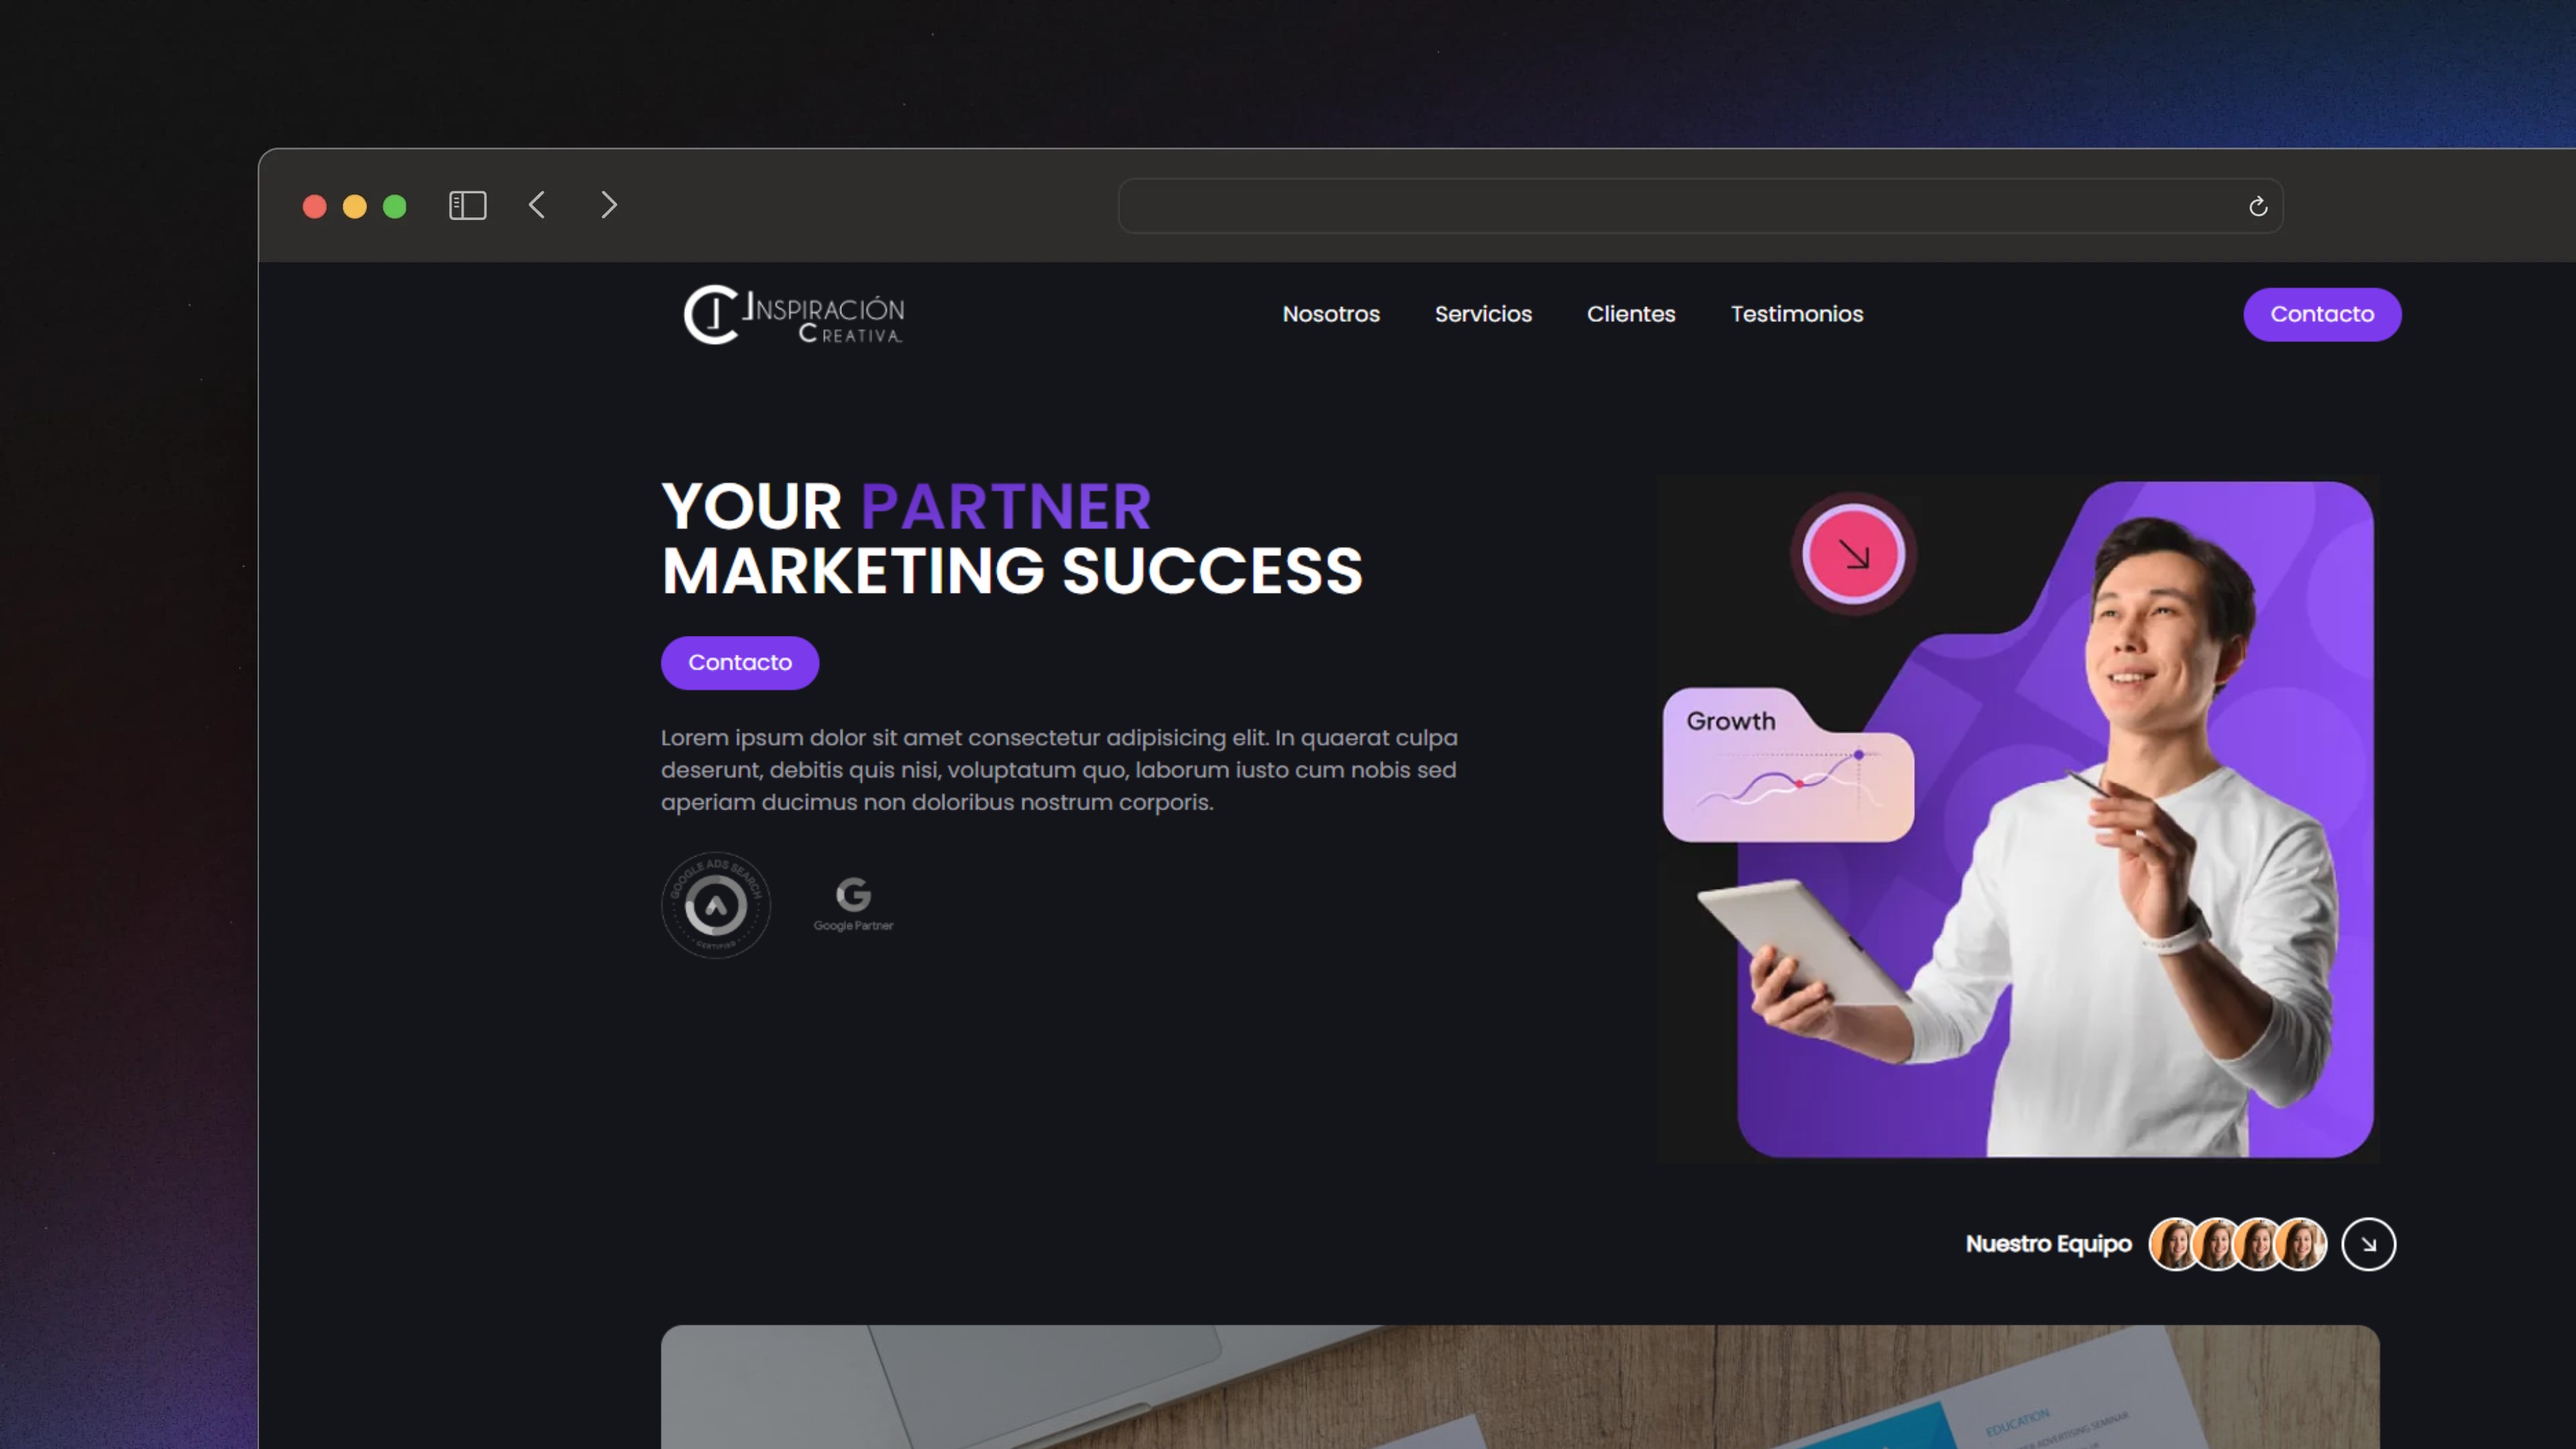 INSPIRACIÓN
CREATIVA
Nosotros
Servicios
Clientes
Testimonios
Contacto
YOUR PARTNER
MARKETING SUCCESS
Contacto
Lorem ipsum dolor sit amet consectetur adipisicing elit. In quaerat culpa
deserunt, debitis quis nisi, voluptatum quo, laborum iusto cum nobis sed
aperiam ducimus non doloribus nostrum corporis.
GOOGLE ADS SEARCH
CERTIFIED
Google Partner
Growth
Nuestro Equipo
EDUCATION
ADVERTISING SEMINAR